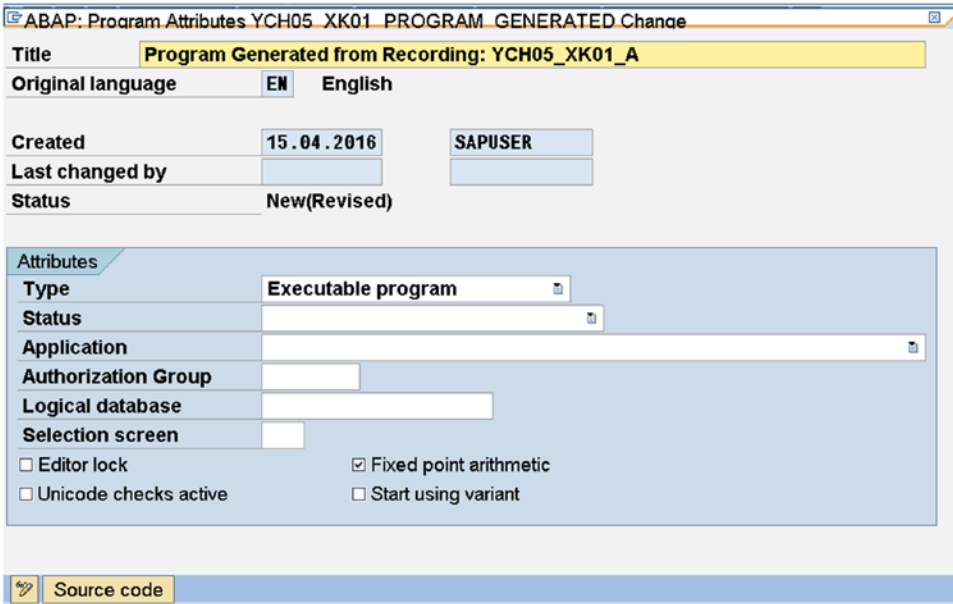 ABAP: Program Attributes YCH05_XK01_PROGRAM_GENERATED Change
Title Program Generated from Recording: YCH05_XK01_A
Original language EN English
Created 15.04.2016 SAPUSER
Last changed by
Status New(Revised)
Attributes
Type Executable program
Status
Application
Authorization Group
Logical database
Selection screen
Editor lock Fixed point arithmetic
Unicode checks active Start using variant
Source code